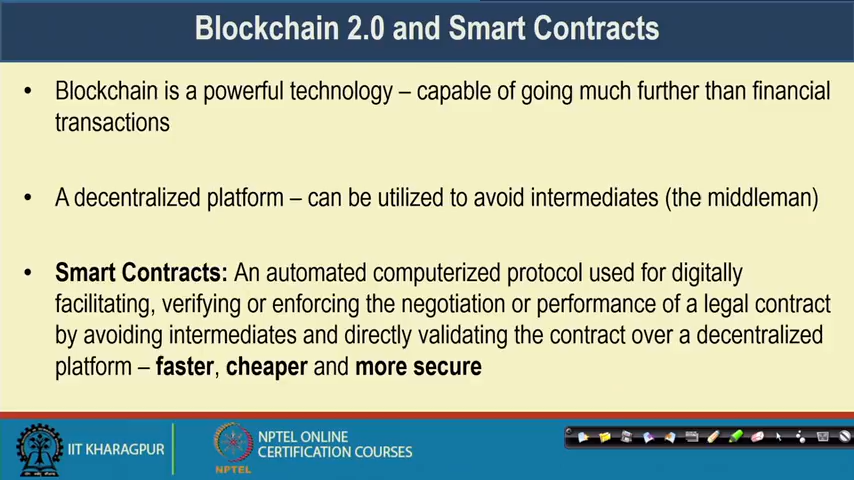 Blockchain 2.0 and Smart Contracts
• Blockchain is a powerful technology – capable of going much further than financial
transactions
• A decentralized platform – can be utilized to avoid intermediates (the middleman)
• Smart Contracts: An automated computerized protocol used for digitally
facilitating, verifying or enforcing the negotiation or performance of a legal contract
by avoiding intermediates and directly validating the contract over a decentralized
platform – faster, cheaper and more secure
IIT KHARAGPUR
NPTEL
NPTEL ONLINE
CERTIFICATION COURSES